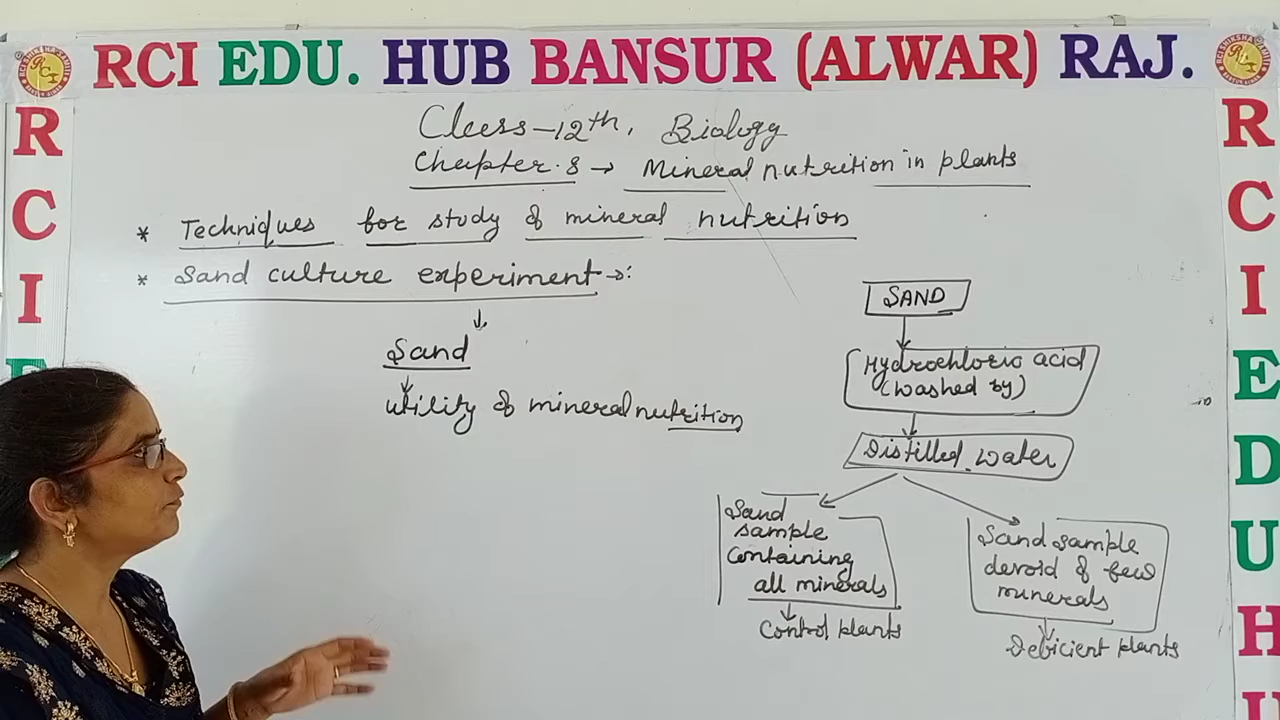 RCI EDU. HUB BANSUR (ALWAR) RAJ.
Class-12th, Biology
Chapter.8 → Mineral nutrition in plants
* Techniques for study of mineral nutrition
* Sand culture experiment →:
↓
Sand
↓
utility of mineral nutrition
SAND
Hydrochloric acid
(washed by)
Distilled water
Sand
sample
containing
all minerals
Control plants
Sand sample
devoid of few
minerals
Deficient plants
R
C
I
E
R
C
I
E
D
U
H
U